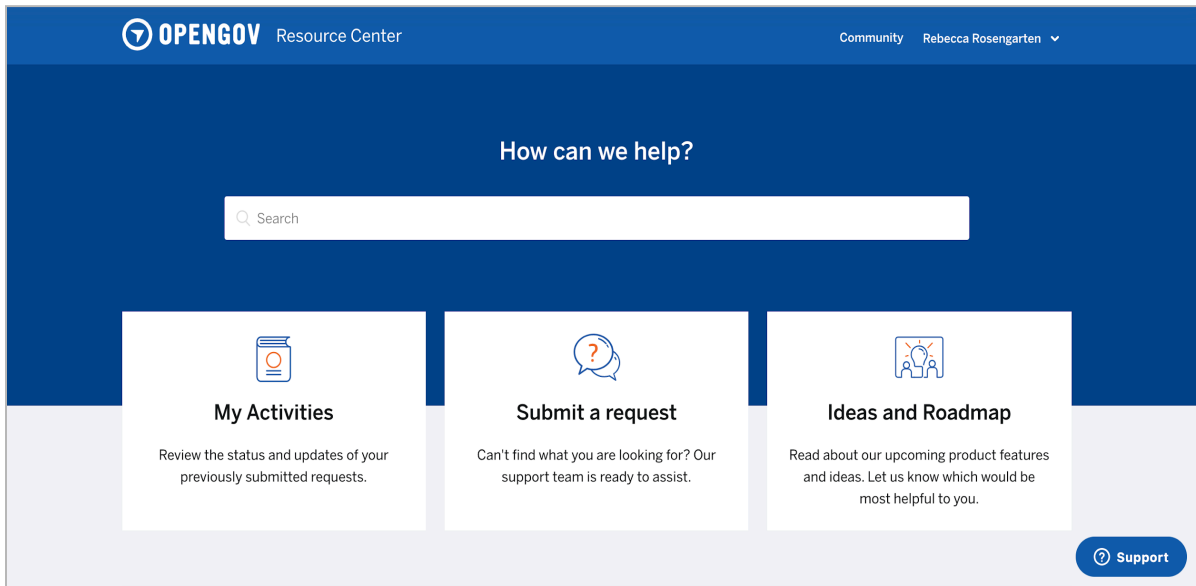 OPENGOV Resource Center
Community Rebecca Rosengarten
How can we help?
Search
?
My Activities
Review the status and updates of your
previously submitted requests.
Submit a request
Can't find what you are looking for? Our
support team is ready to assist.
Ideas and Roadmap
Read about our upcoming product features
and ideas. Let us know which would be
most helpful to you.
? Support